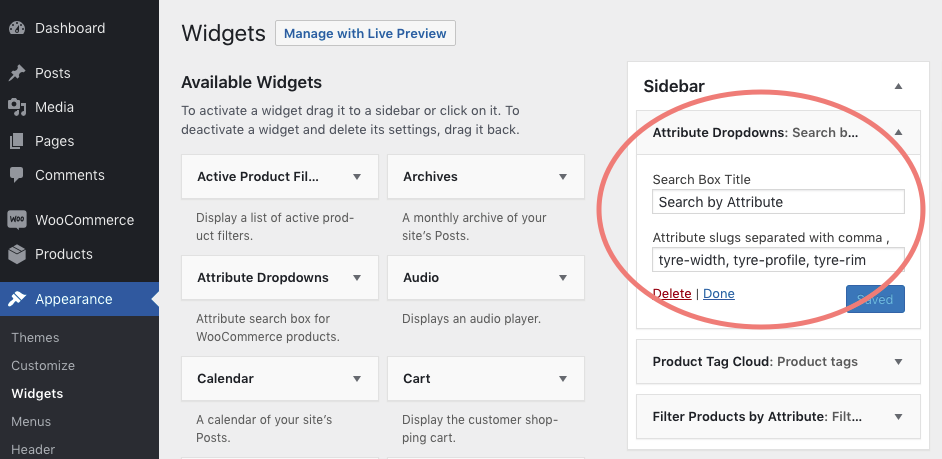 Dashboard
Posts
Media
Pages
Comments
WOO
WooCommerce
Products
Appearance
Themes
Customize
Widgets
Menus
Header
Widgets
Manage with Live Preview
Available Widgets
To activate a widget drag it to a sidebar or click on it. To
deactivate a widget and delete its settings, drag it back.
Active Product Fil...
Display a list of active prod-
uct filters.
Archives
A monthly archive of your
site's Posts.
Attribute Dropdowns
Attribute search box for
WooCommerce products.
Audio
Displays an audio player.
Calendar
A calendar of your site's
Posts.
Cart
Display the customer shop-
ping cart.
Sidebar
Attribute Dropdowns: Search b...
Search Box Title
Search by Attribute
Attribute slugs separated with comma ,
tyre-width, tyre-profile, tyre-rim
Delete | Done
Saved
Product Tag Cloud: Product tags
Filter Products by Attribute: Filt...